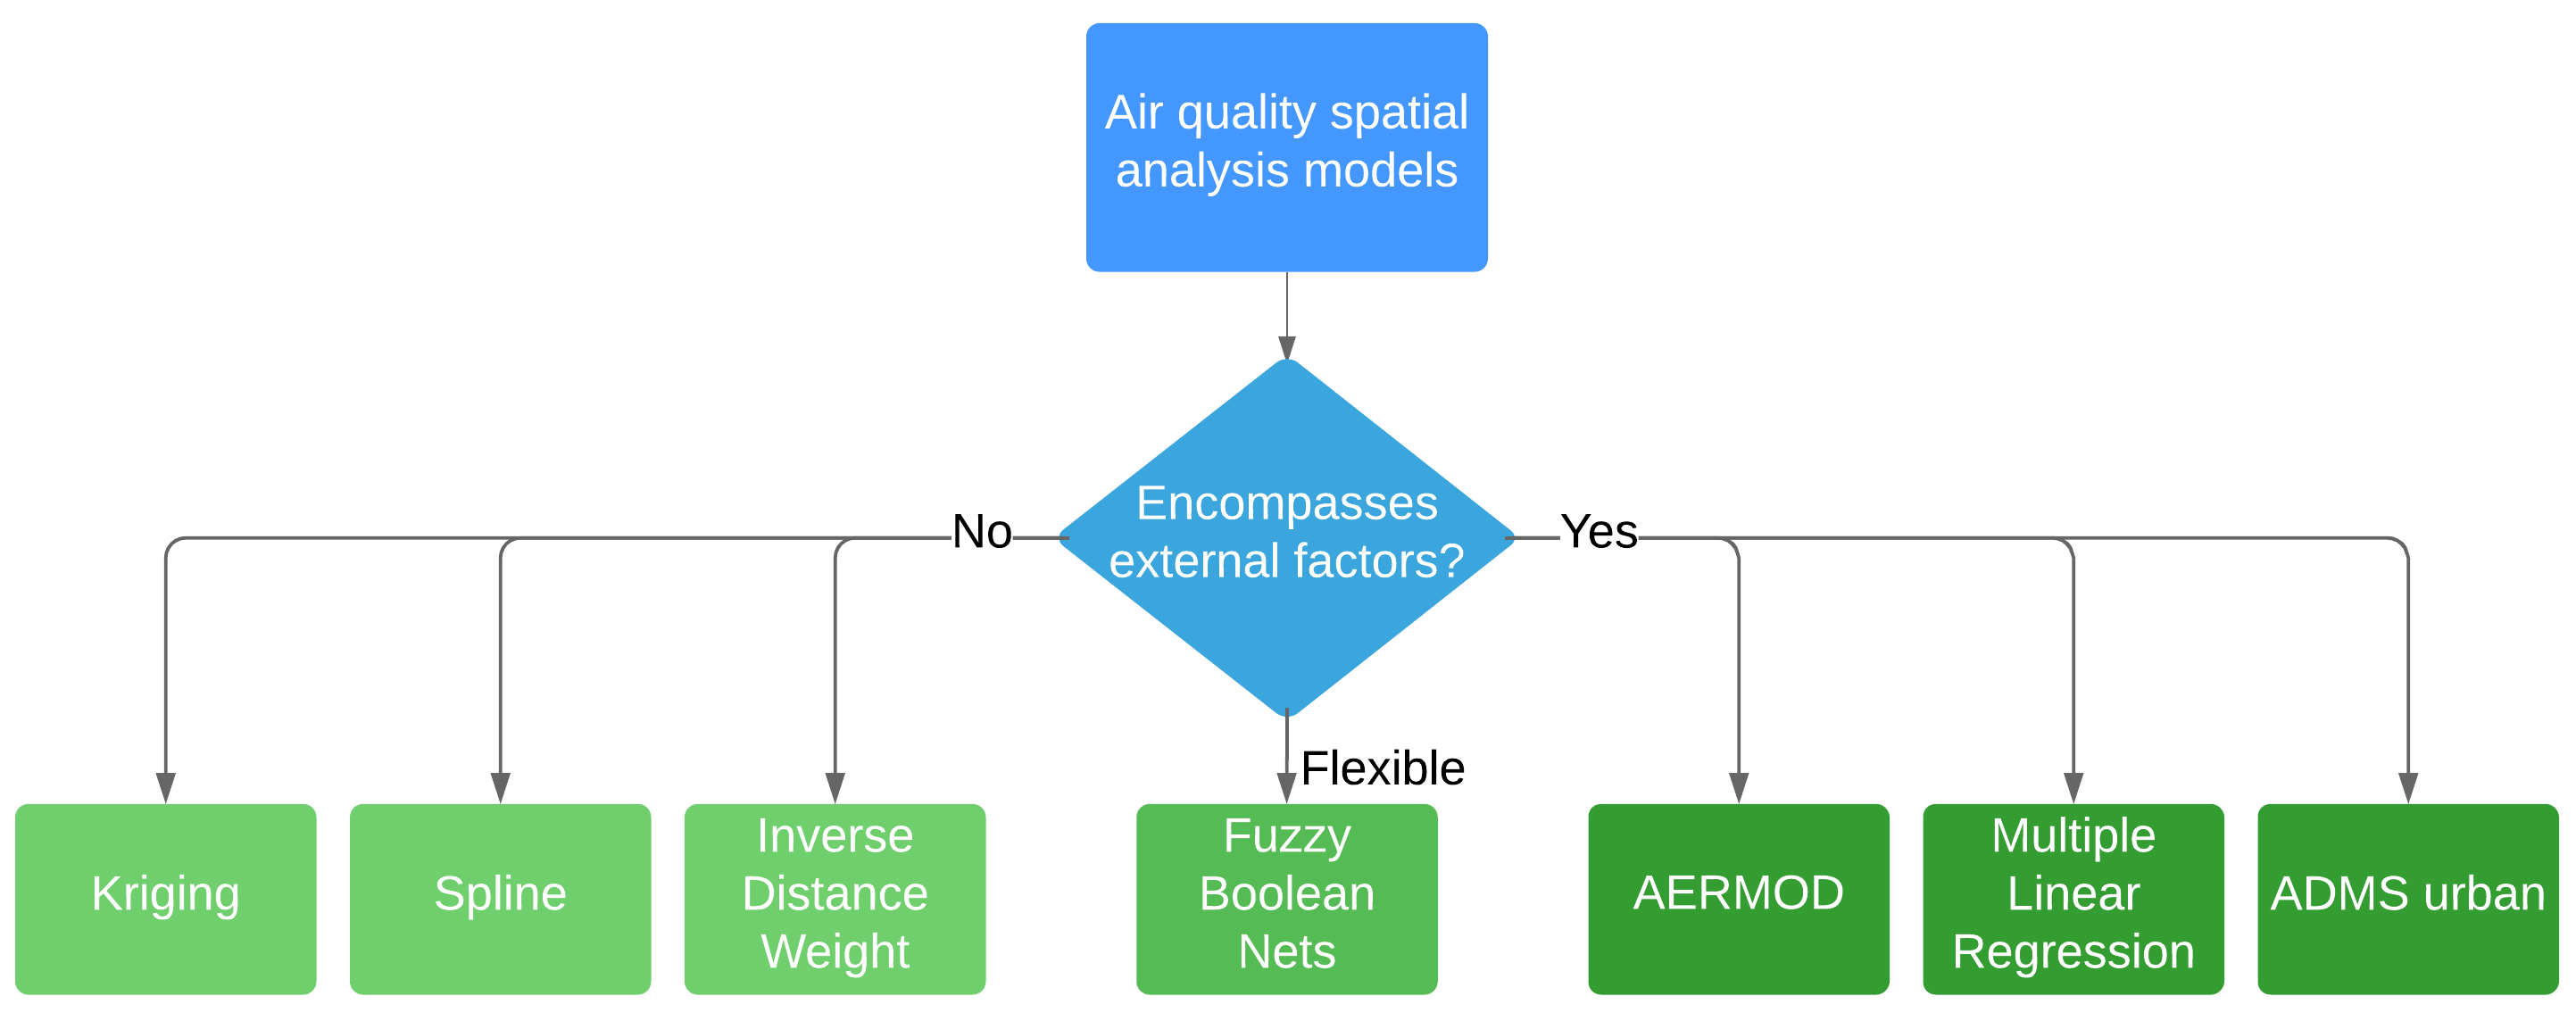 Air quality spatial
analysis models
Encompasses
external factors?
No
Yes
Flexible
Kriging
Spline
Inverse
Distance
Weight
Fuzzy
Boolean
Nets
AERMOD
Multiple
Linear
Regression
ADMS urban